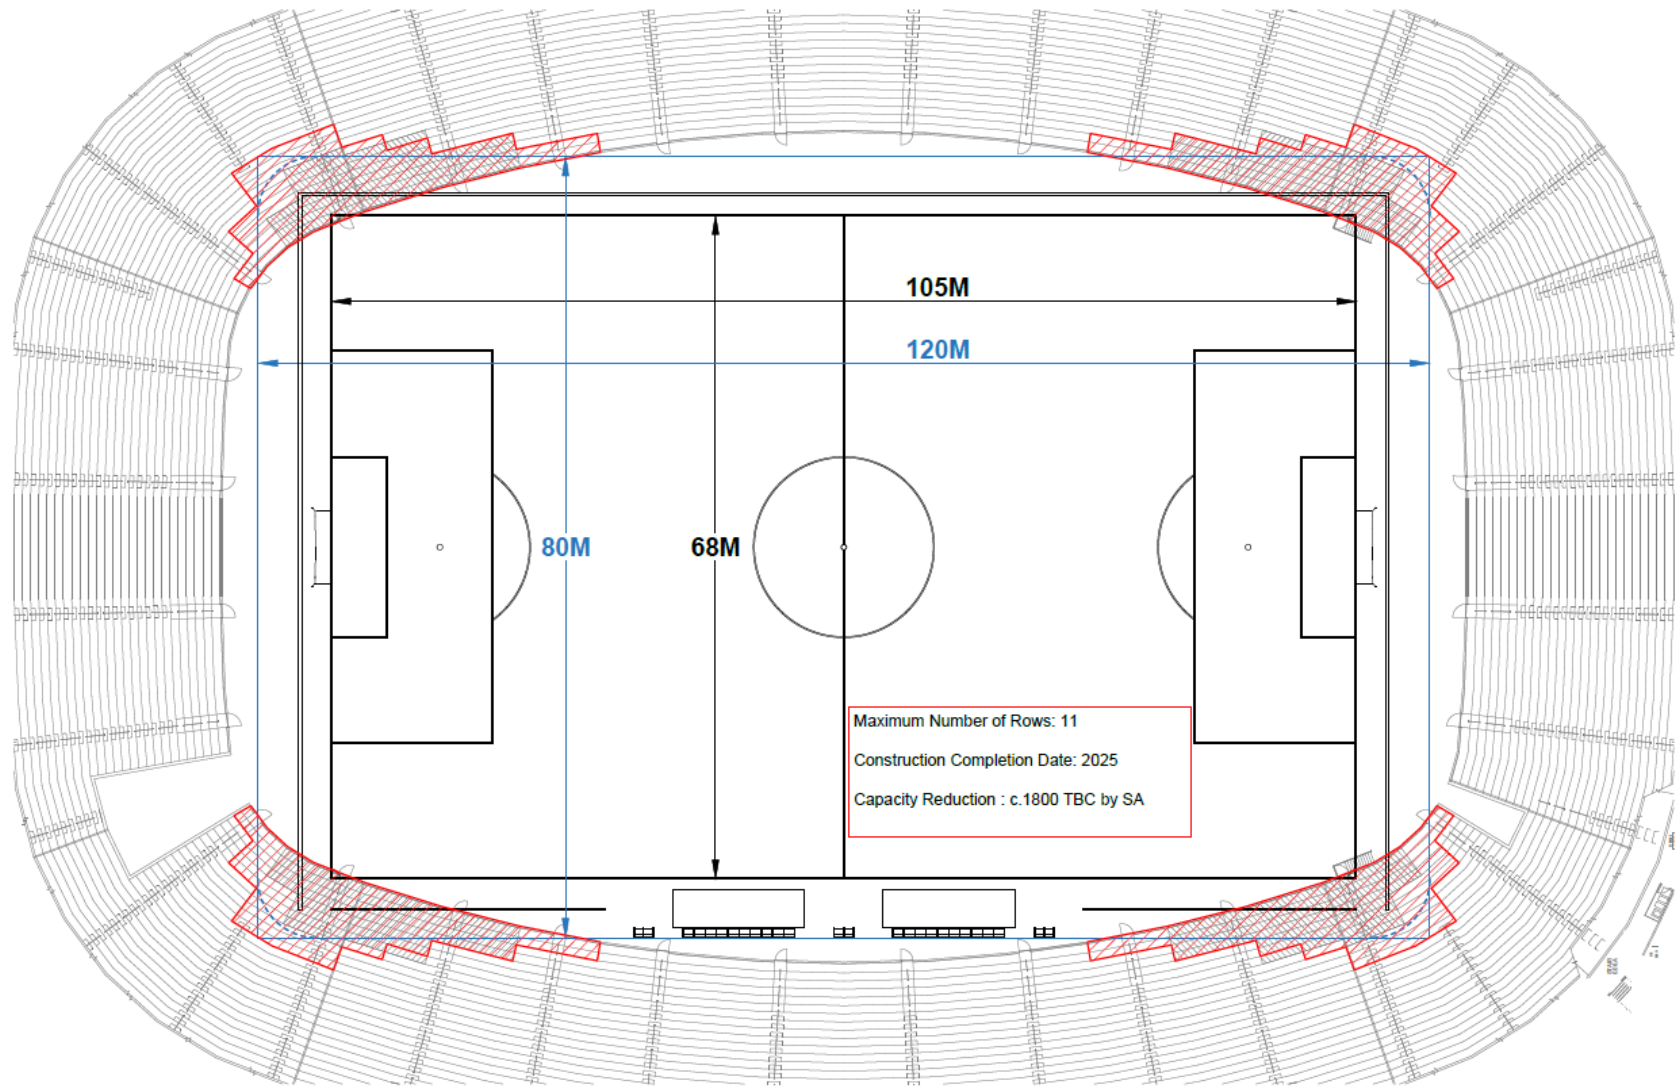 105M
120M
80M
68M
Maximum Number of Rows: 11
Construction Completion Date: 2025
Capacity Reduction : c.1800 TBC by SA